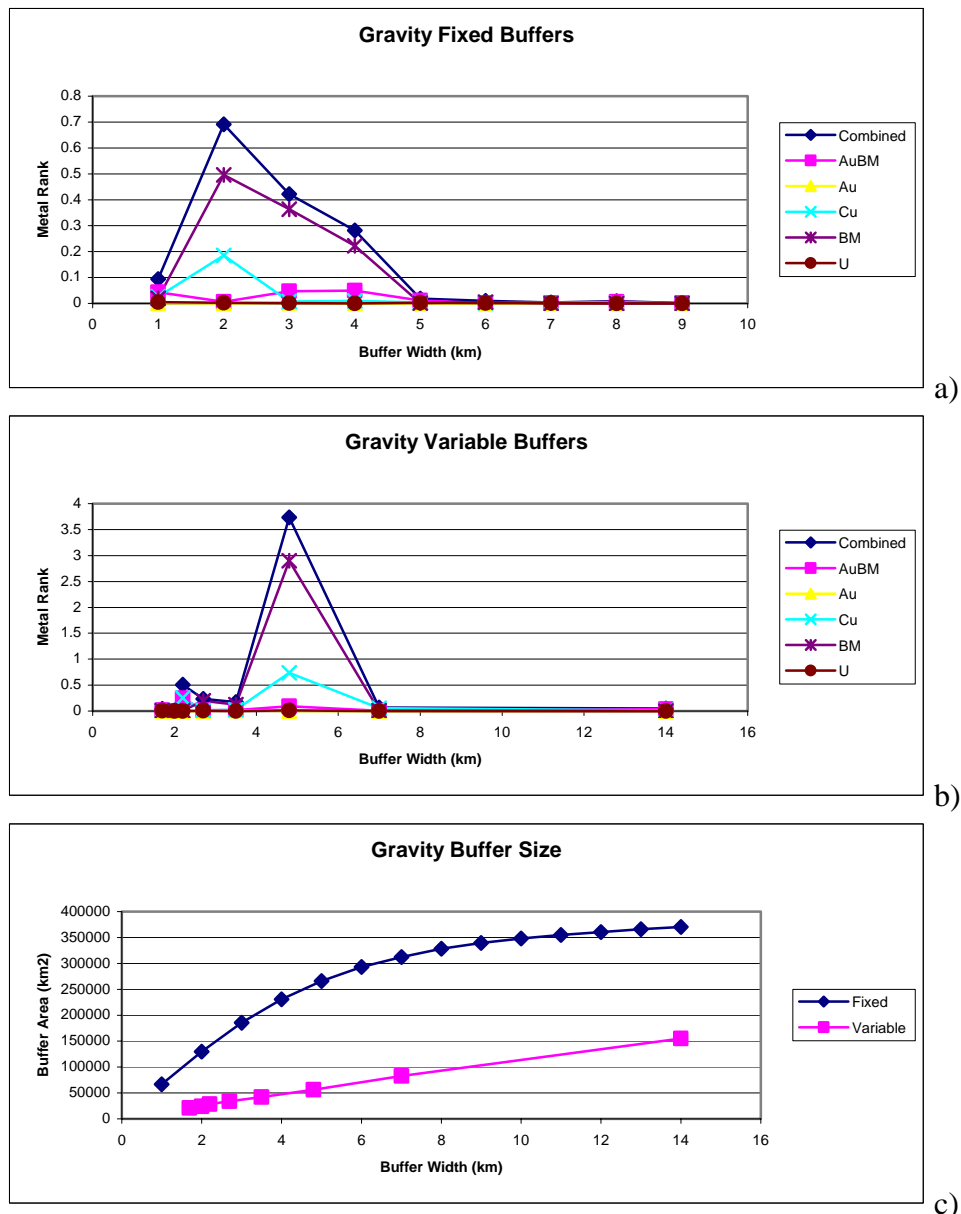 Gravity Fixed Buffers
0.8
0.7
0.6
0.5
0.4
0.3
0.2
0.1
0
Metal Rank
0 1 2 3 4 5 6 7 8 9 10
Buffer Width (km)
Combined
AuBM
Au
Cu
BM
U
a)
Gravity Variable Buffers
4
3.5
3
2.5
2
1.5
1
0.5
0
Metal Rank
0 2 4 6 8 10 12 14 16
Buffer Width (km)
Combined
AuBM
Au
Cu
BM
U
b)
Gravity Buffer Size
400000
350000
300000
250000
200000
150000
100000
50000
0
Buffer Area (km2)
0 2 4 6 8 10 12 14 16
Buffer Width (km)
Fixed
Variable
c)